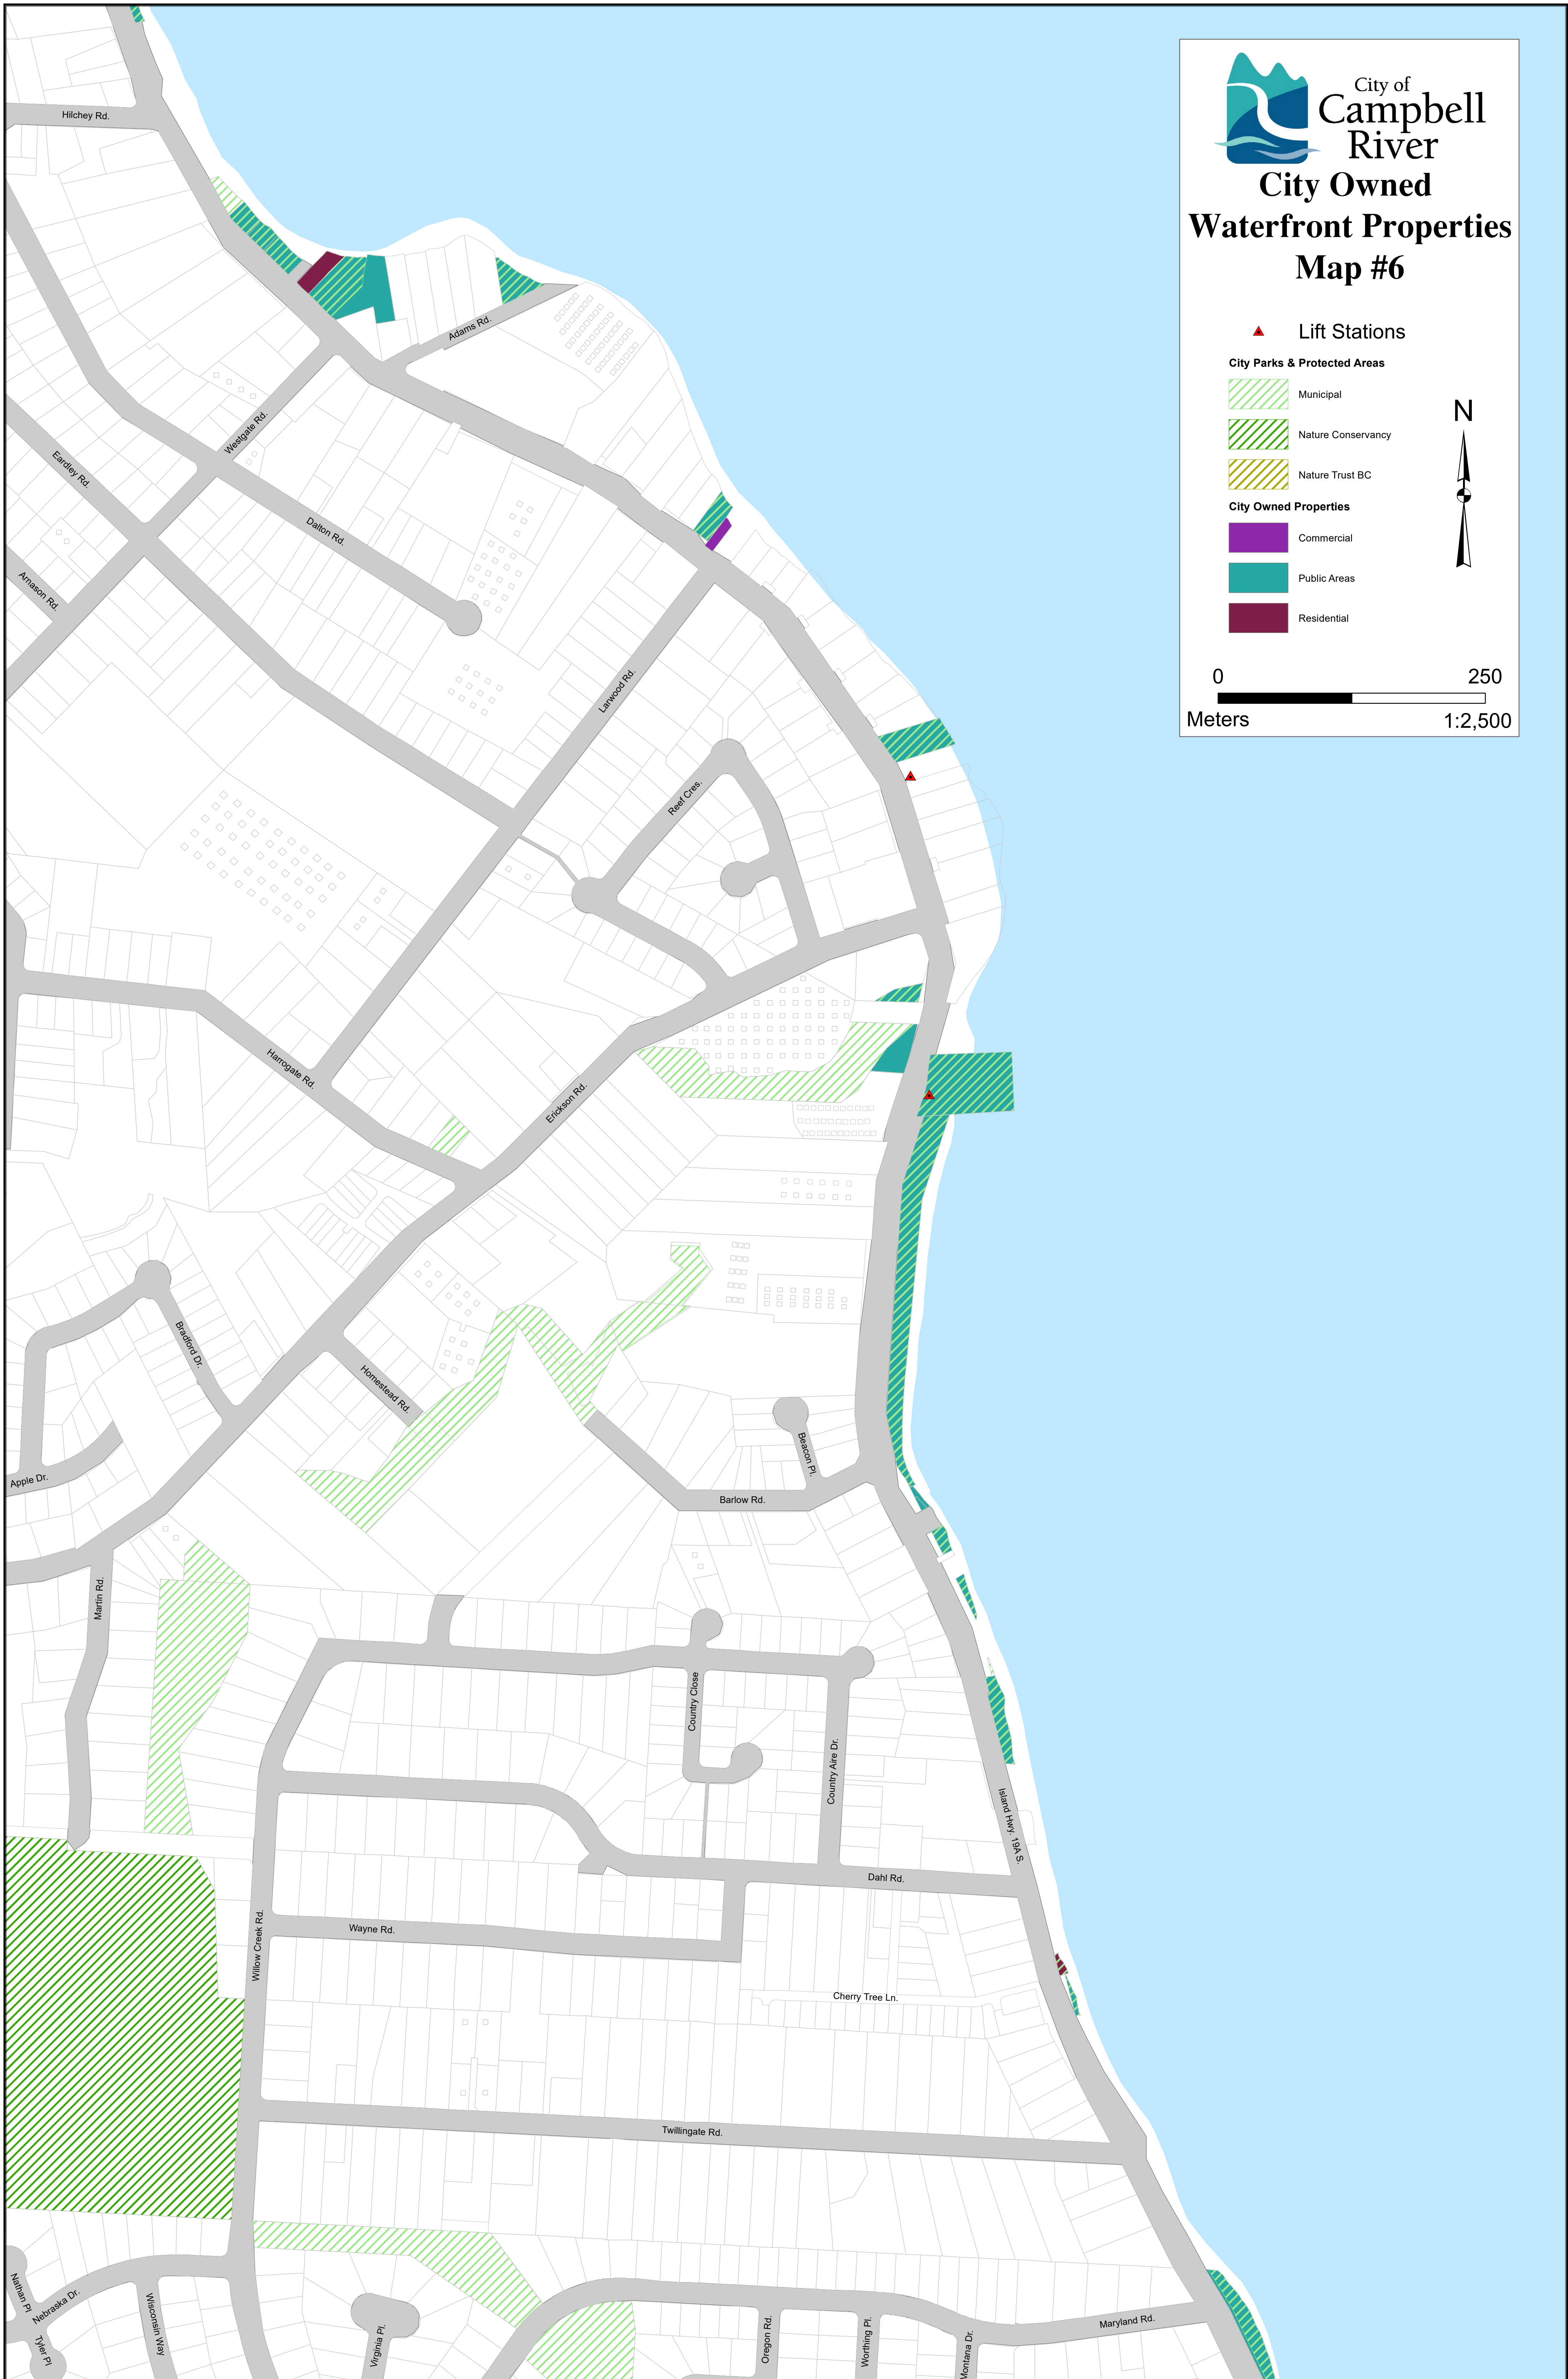 City of
Campbell
River
City Owned
Waterfront Properties
Map #6
Lift Stations
City Parks & Protected Areas
Municipal
Nature Conservancy
Nature Trust BC
City Owned Properties
Commercial
Public Areas
Residential
N
0 250
Meters 1:2,500
Hilchey Rd.
Adams Rd.
Westgate Rd.
Eardley Rd.
Dalton Rd.
Arnason Rd.
Larwood Rd.
Reef Cres.
Harrogate Rd.
Erickson Rd.
Bradford Dr.
Homestead Rd.
Beacon Pl.
Apple Dr.
Barlow Rd.
Martin Rd.
Country Close
Country Aire Dr.
Island Hwy. 19A S.
Dahl Rd.
Willow Creek Rd.
Wayne Rd.
Cherry Tree Ln.
Twillingate Rd.
Nathan Pl
Nebraska Dr.
Tyler Pl
Wisconsin Way
Virginia Pl.
Oregon Rd.
Worthing Pl.
Montana Dr.
Maryland Rd.